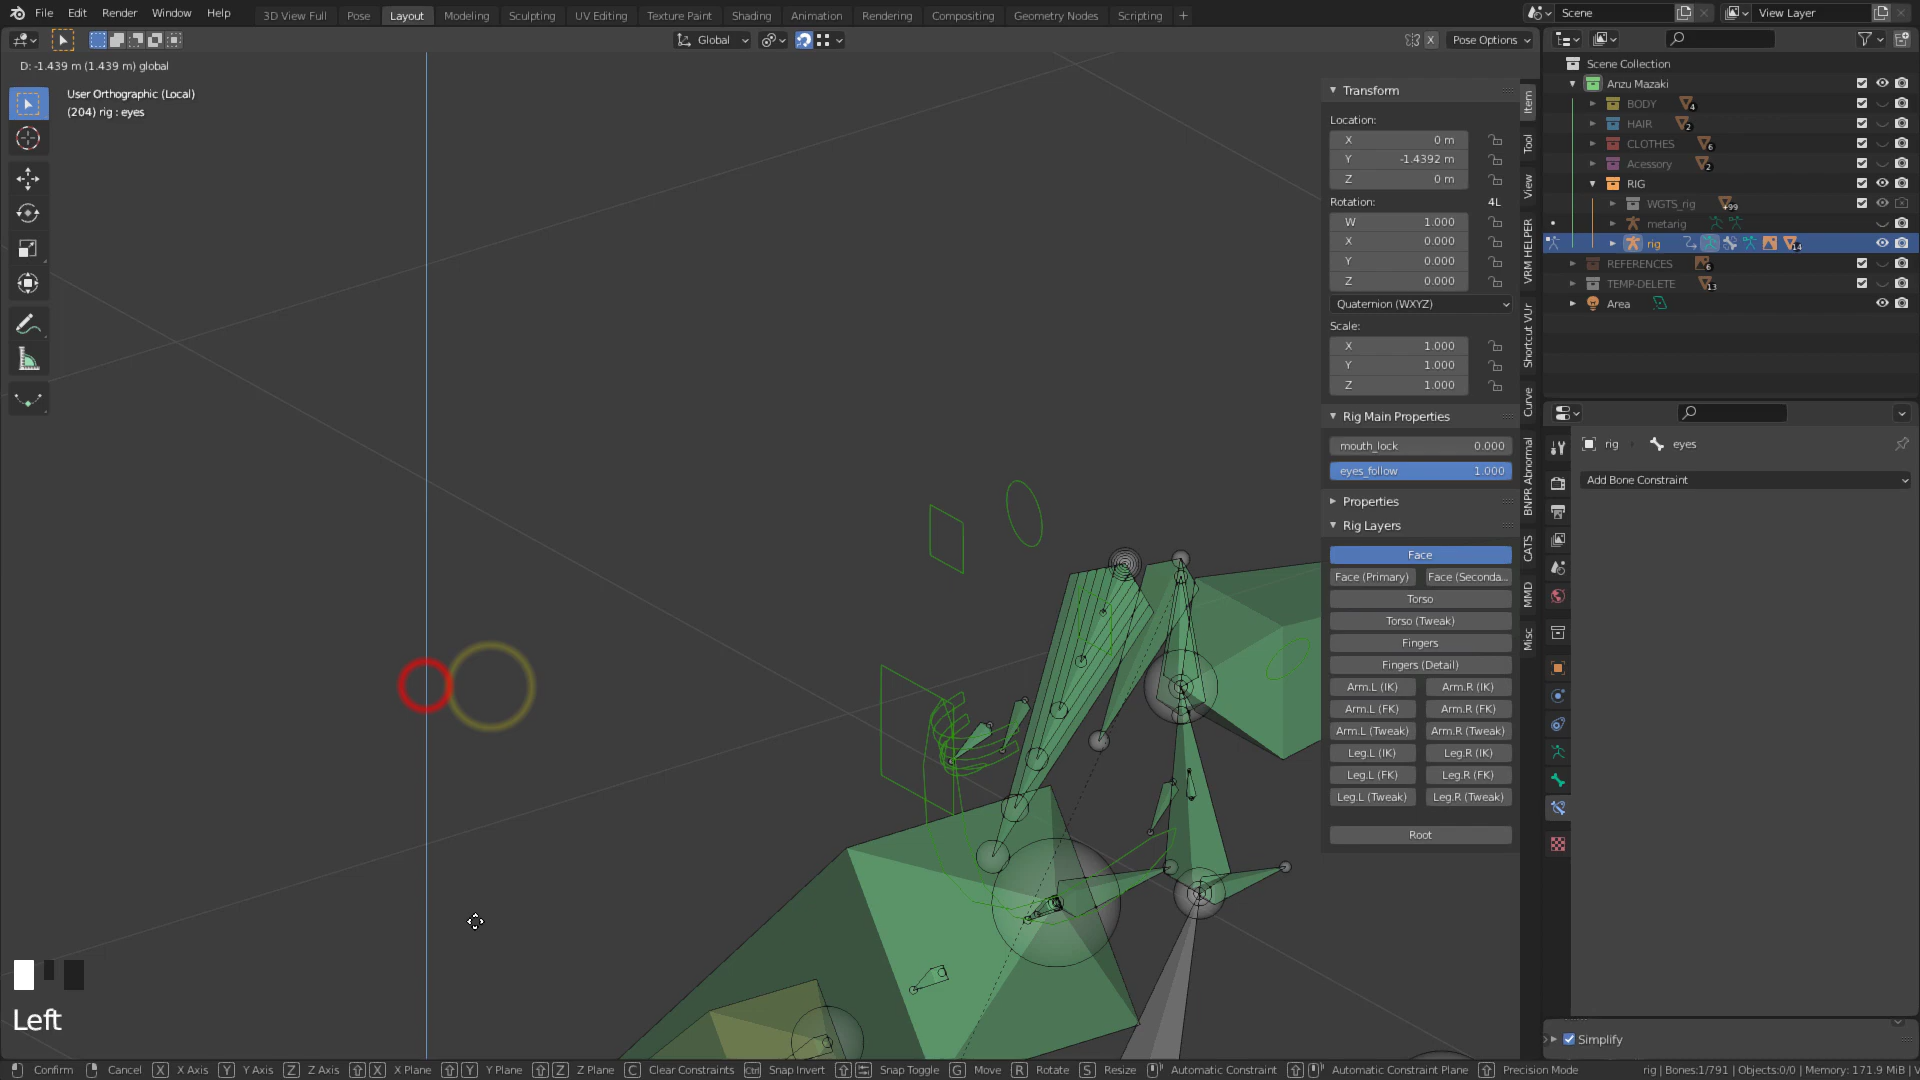 File Edit Render Window Help 3D View Full Pose Layout Modeling Sculpting UV Editing Texture Paint Shading Animation Rendering Compositing Geometry Nodes Scripting + Scene View Layer
Global X Pose Options
D: -1.439 m (1.439 m) global
User Orthographic (Local)
(204) rig : eyes
Transform
Location:
X 0 m
Y -1.4392 m
Z 0 m
Rotation: 4L
W 1.000
X 0.000
Y 0.000
Z 0.000
Quaternion (WXYZ)
Scale:
X 1.000
Y 1.000
Z 1.000
Rig Main Properties
mouth_lock 0.000
eyes_follow 1.000
Properties
Rig Layers
Face
Face (Primary) Face (Seconda...
Torso
Torso (Tweak)
Fingers
Fingers (Detail)
Arm.L (IK) Arm.R (IK)
Arm.L (FK) Arm.R (FK)
Arm.L (Tweak) Arm.R (Tweak)
Leg.L (IK) Leg.R (IK)
Leg.L (FK) Leg.R (FK)
Leg.L (Tweak) Leg.R (Tweak)
Root
Item
Tool
View
VRM HELPER
Shortcut VUr
Curve
BNPR Abnormal
CATS
MMD
Misc
Scene Collection
Anzu Mazaki
BODY 4
HAIR 2
CLOTHES 6
Acessory 2
RIG
WGTS_rig +99
metarig
rig 14
REFERENCES 6
TEMP-DELETE 13
Area
rig eyes
Add Bone Constraint
Simplify
Left
Confirm Cancel X X Axis Y Y Axis Z Z Axis X X Plane Y Y Plane Z Z Plane C Clear Constraints Ctrl Snap Invert Snap Toggle G Move R Rotate S Resize Automatic Constraint Automatic Constraint Plane Precision Mode rig | Bones:1/791 | Objects:0/0 | Memory: 171.9 MiB | V